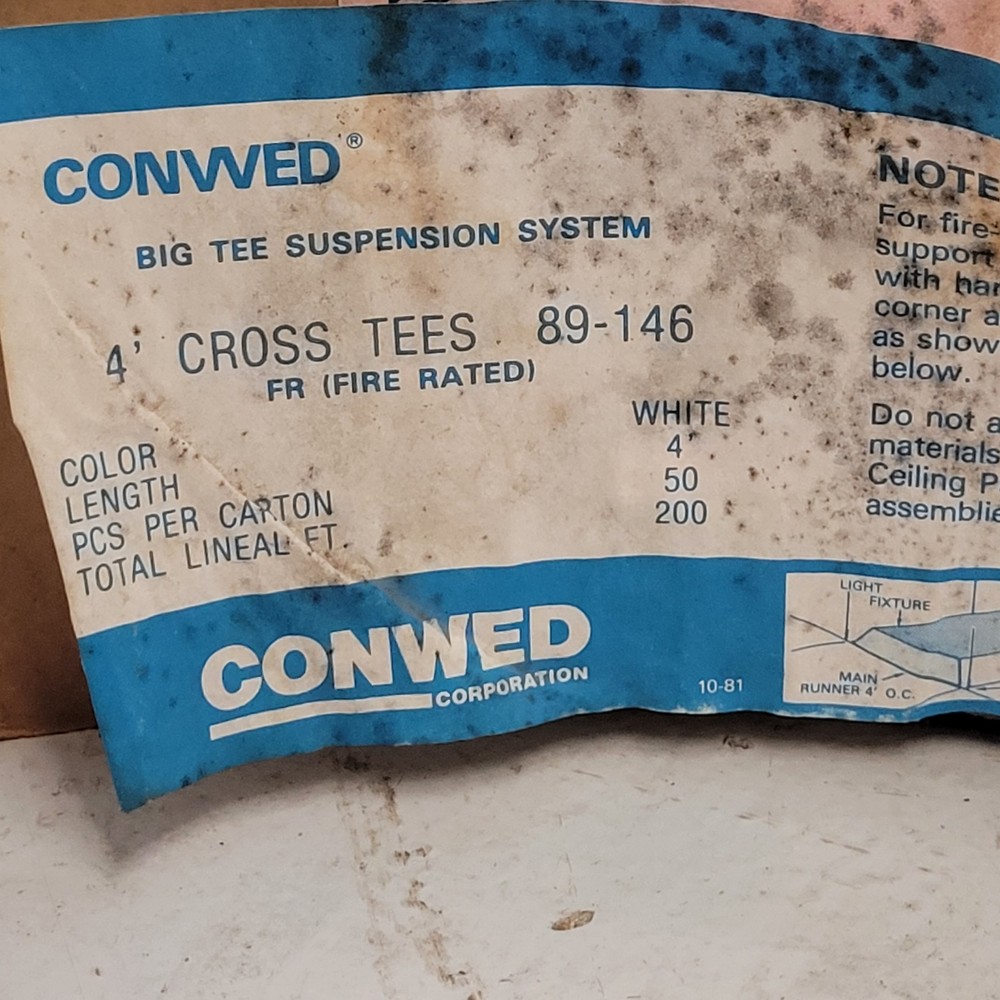 CONWED®
BIG TEE SUSPENSION SYSTEM
4' CROSS TEES 89-146
FR (FIRE RATED)
COLOR WHITE
LENGTH 4'
PCS PER CARTON 50
TOTAL LINEAL FT. 200
CONWED
CORPORATION
10-81
NOTE
For fire-
support
with har
corner a
as show
below.
Do not a
materials
Ceiling P
assemblie
LIGHT
FIXTURE
MAIN
RUNNER 4' O.C.